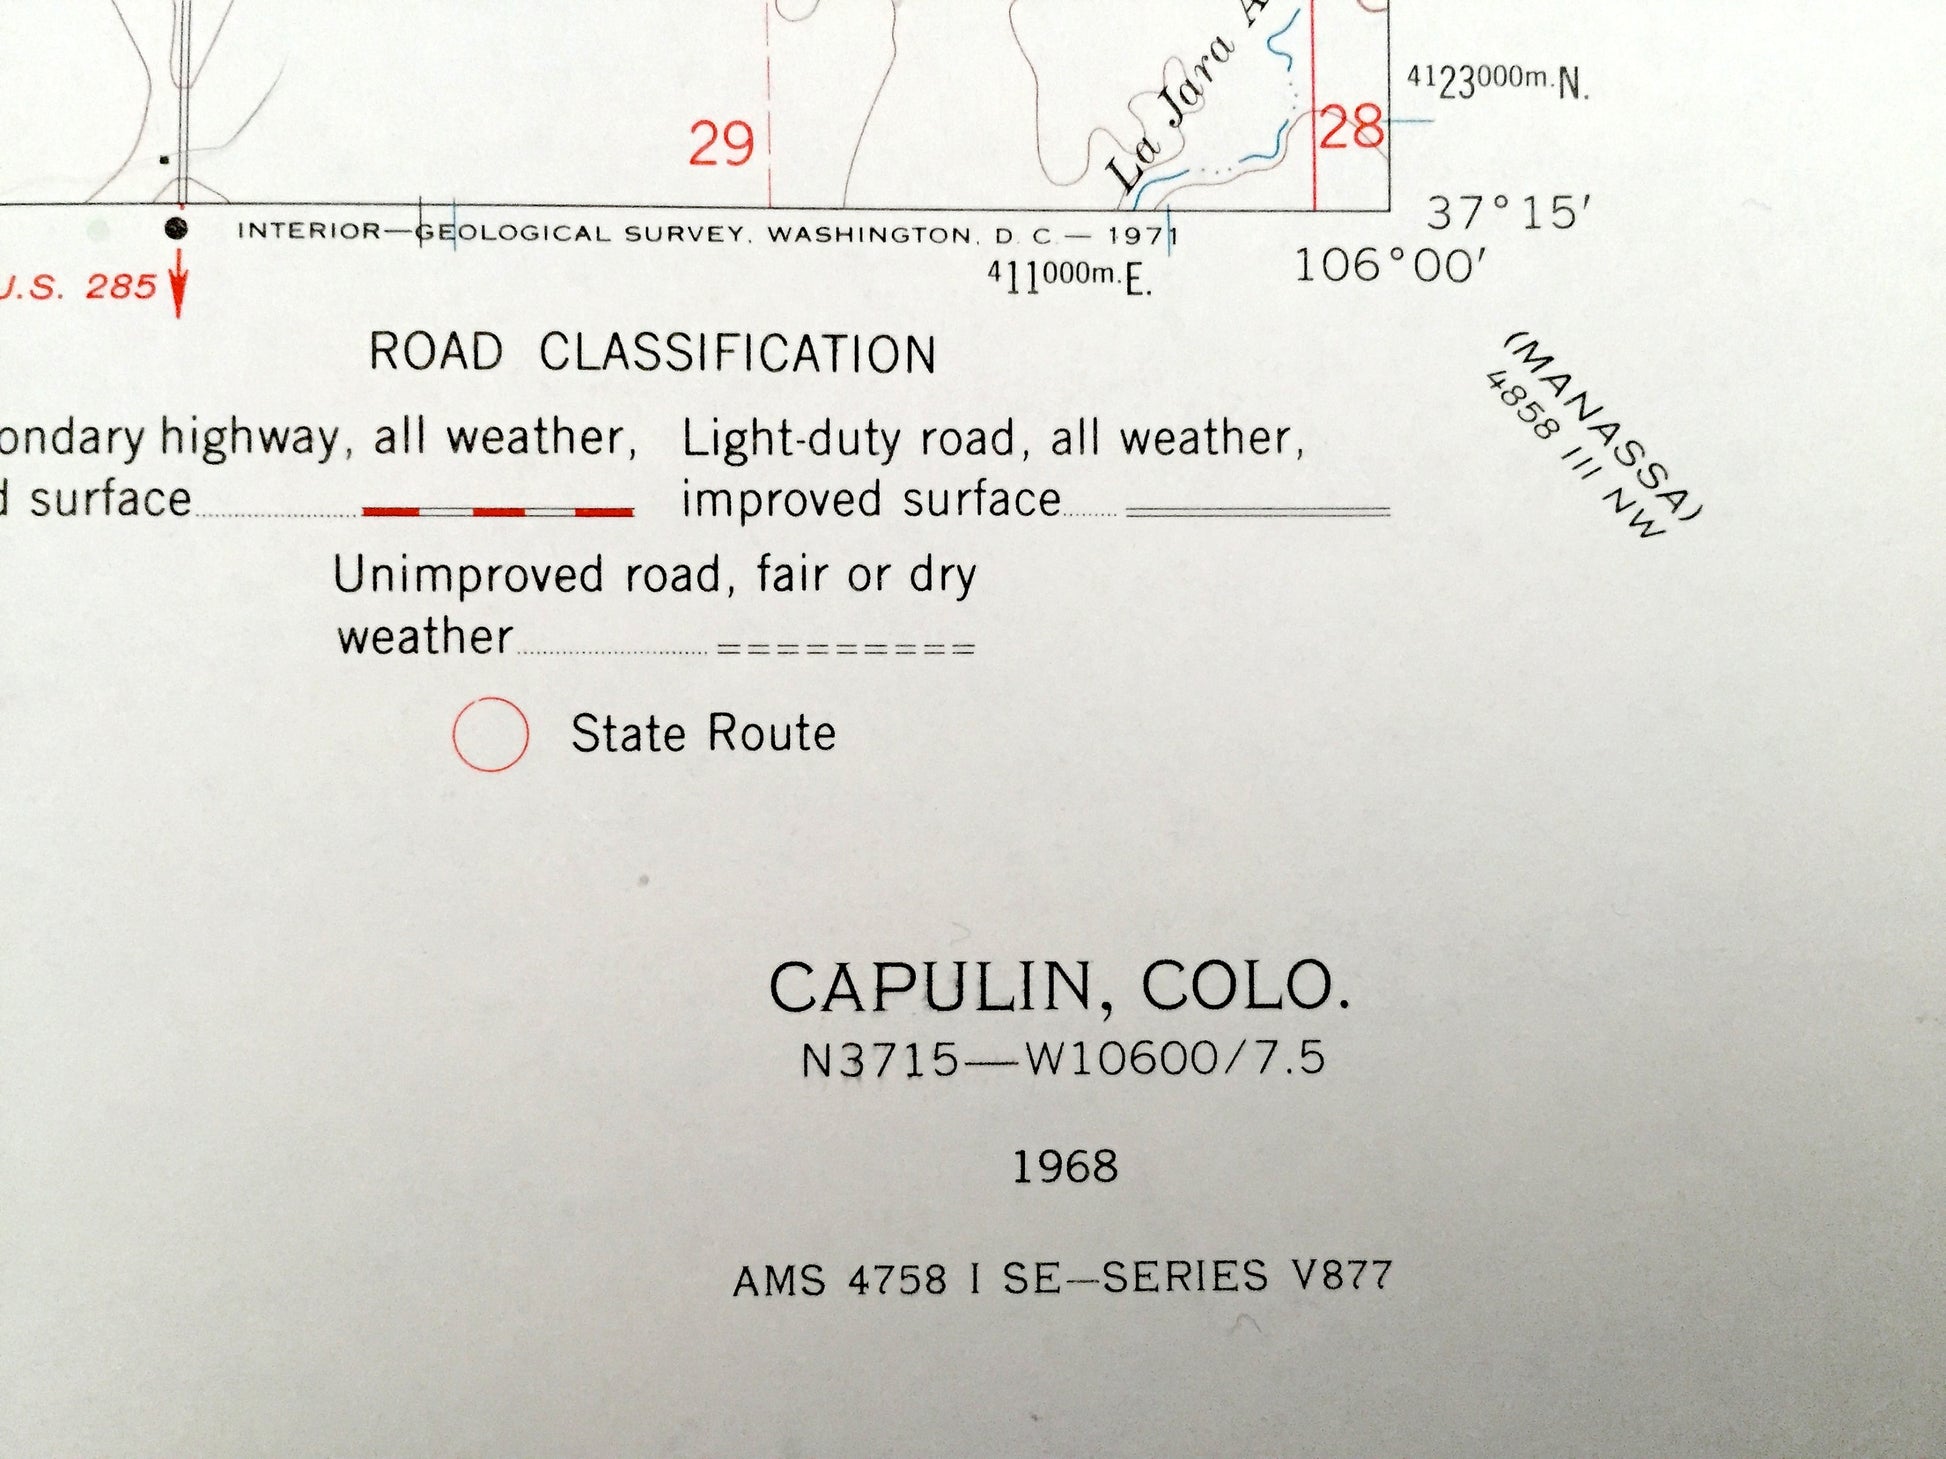 La Jara A
4123000m.N.
29
28
37°15′
INTERIOR—GEOLOGICAL SURVEY, WASHINGTON, D. C.— 1971
411000m.E.
106°00′
U.S. 285
ROAD CLASSIFICATION
(MANASSA)
4858 III NW
ondary highway, all weather,
d surface
Light-duty road, all weather,
improved surface
Unimproved road, fair or dry
weather
State Route
CAPULIN, COLO.
N3715—W10600/7.5
1968
AMS 4758 I SE—SERIES V877